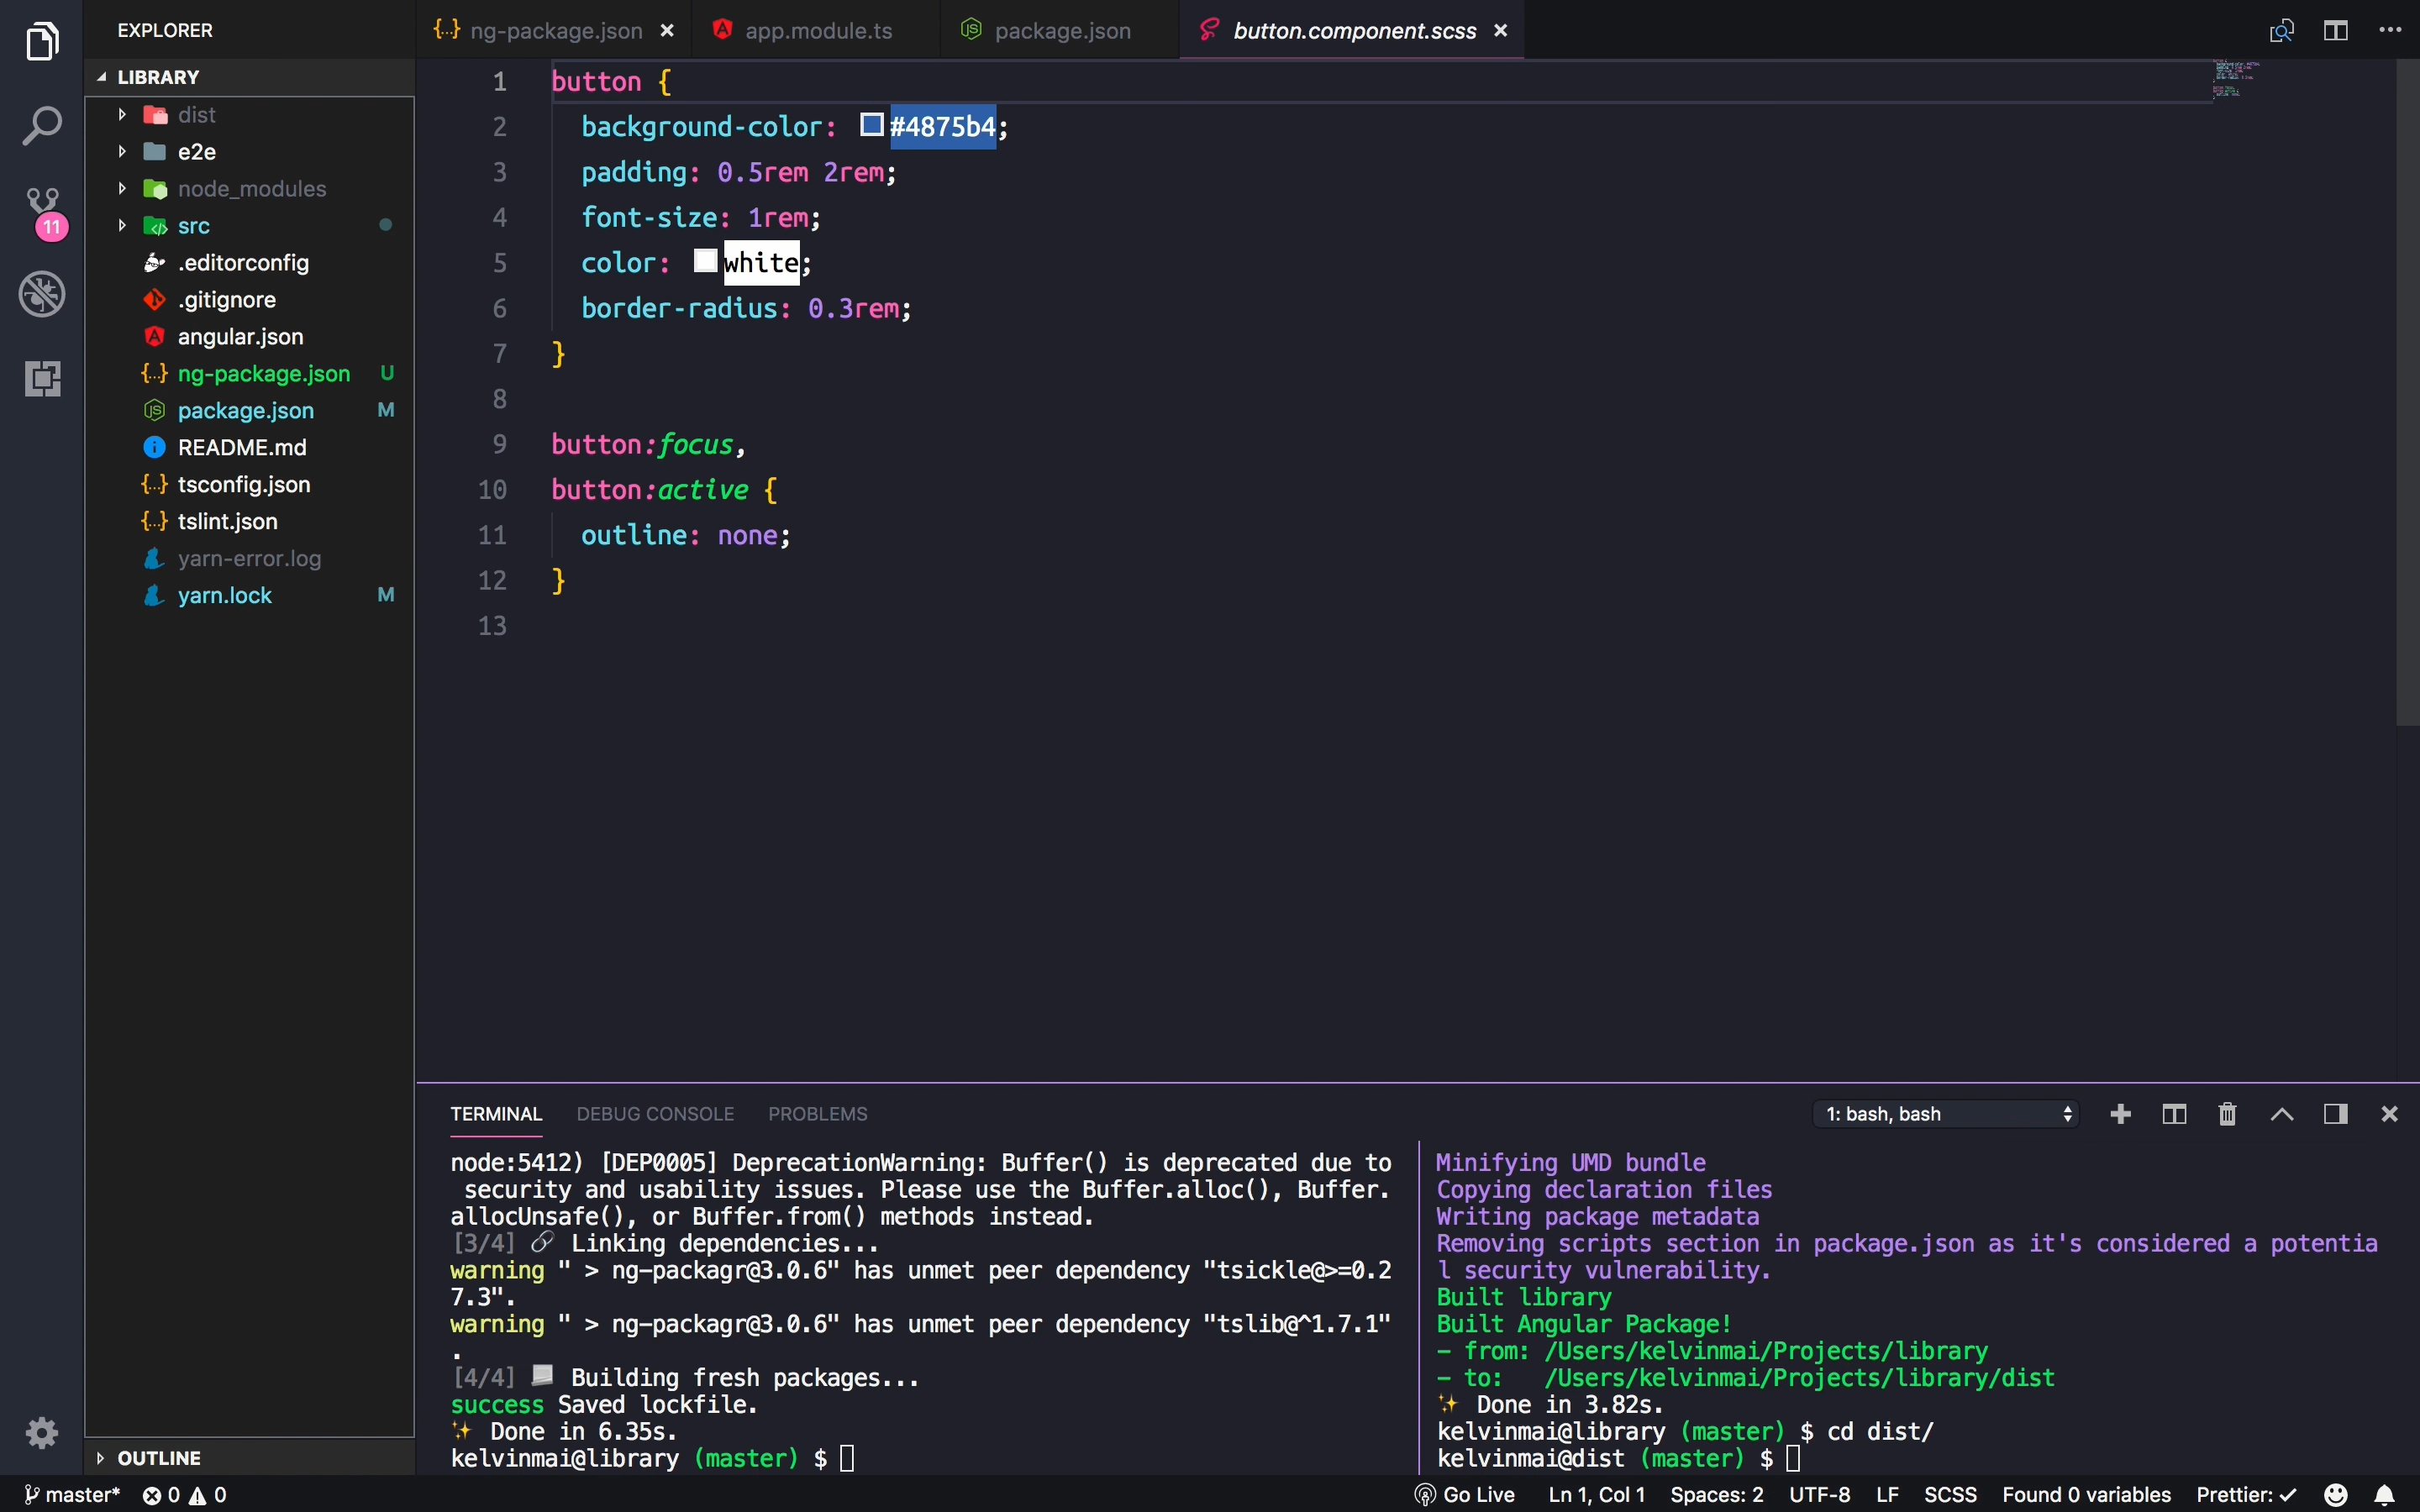 EXPLORER
LIBRARY
dist
e2e
node_modules
src
.editorconfig
.gitignore
angular.json
ng-package.json U
package.json M
README.md
tsconfig.json
tslint.json
yarn-error.log
yarn.lock M
OUTLINE
11
ng-package.json
app.module.ts
package.json
button.component.scss
1 button {
2 background-color: #4875b4;
3 padding: 0.5rem 2rem;
4 font-size: 1rem;
5 color: white;
6 border-radius: 0.3rem;
7 }
8
9 button:focus,
10 button:active {
11 outline: none;
12 }
13
TERMINAL DEBUG CONSOLE PROBLEMS
1: bash, bash
node:5412) [DEP0005] DeprecationWarning: Buffer() is deprecated due to
security and usability issues. Please use the Buffer.alloc(), Buffer.
allocUnsafe(), or Buffer.from() methods instead.
[3/4] 🔗 Linking dependencies...
warning " > ng-packagr@3.0.6" has unmet peer dependency "tsickle@>=0.2
7.3".
warning " > ng-packagr@3.0.6" has unmet peer dependency "tslib@^1.7.1"
.
[4/4] 📃 Building fresh packages...
success Saved lockfile.
✨ Done in 6.35s.
kelvinmai@library (master) $
Minifying UMD bundle
Copying declaration files
Writing package metadata
Removing scripts section in package.json as it's considered a potentia
l security vulnerability.
Built library
Built Angular Package!
- from: /Users/kelvinmai/Projects/library
- to: /Users/kelvinmai/Projects/library/dist
✨ Done in 3.82s.
kelvinmai@library (master) $ cd dist/
kelvinmai@dist (master) $
master* 0 0
Go Live Ln 1, Col 1 Spaces: 2 UTF-8 LF SCSS Found 0 variables Prettier: ✓